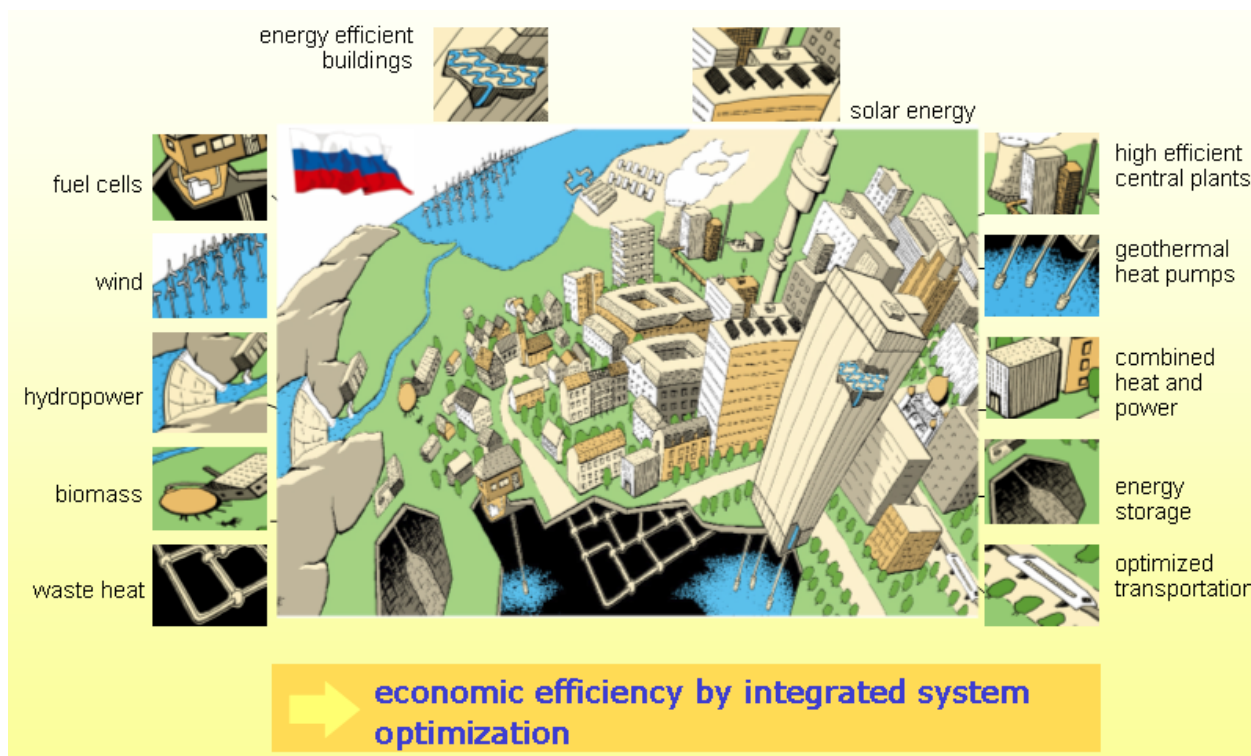 energy efficient
buildings
solar energy
fuel cells
high efficient
central plants
wind
geothermal
heat pumps
hydropower
combined
heat and
power
biomass
energy
storage
waste heat
optimized
transportation
economic efficiency by integrated system
optimization